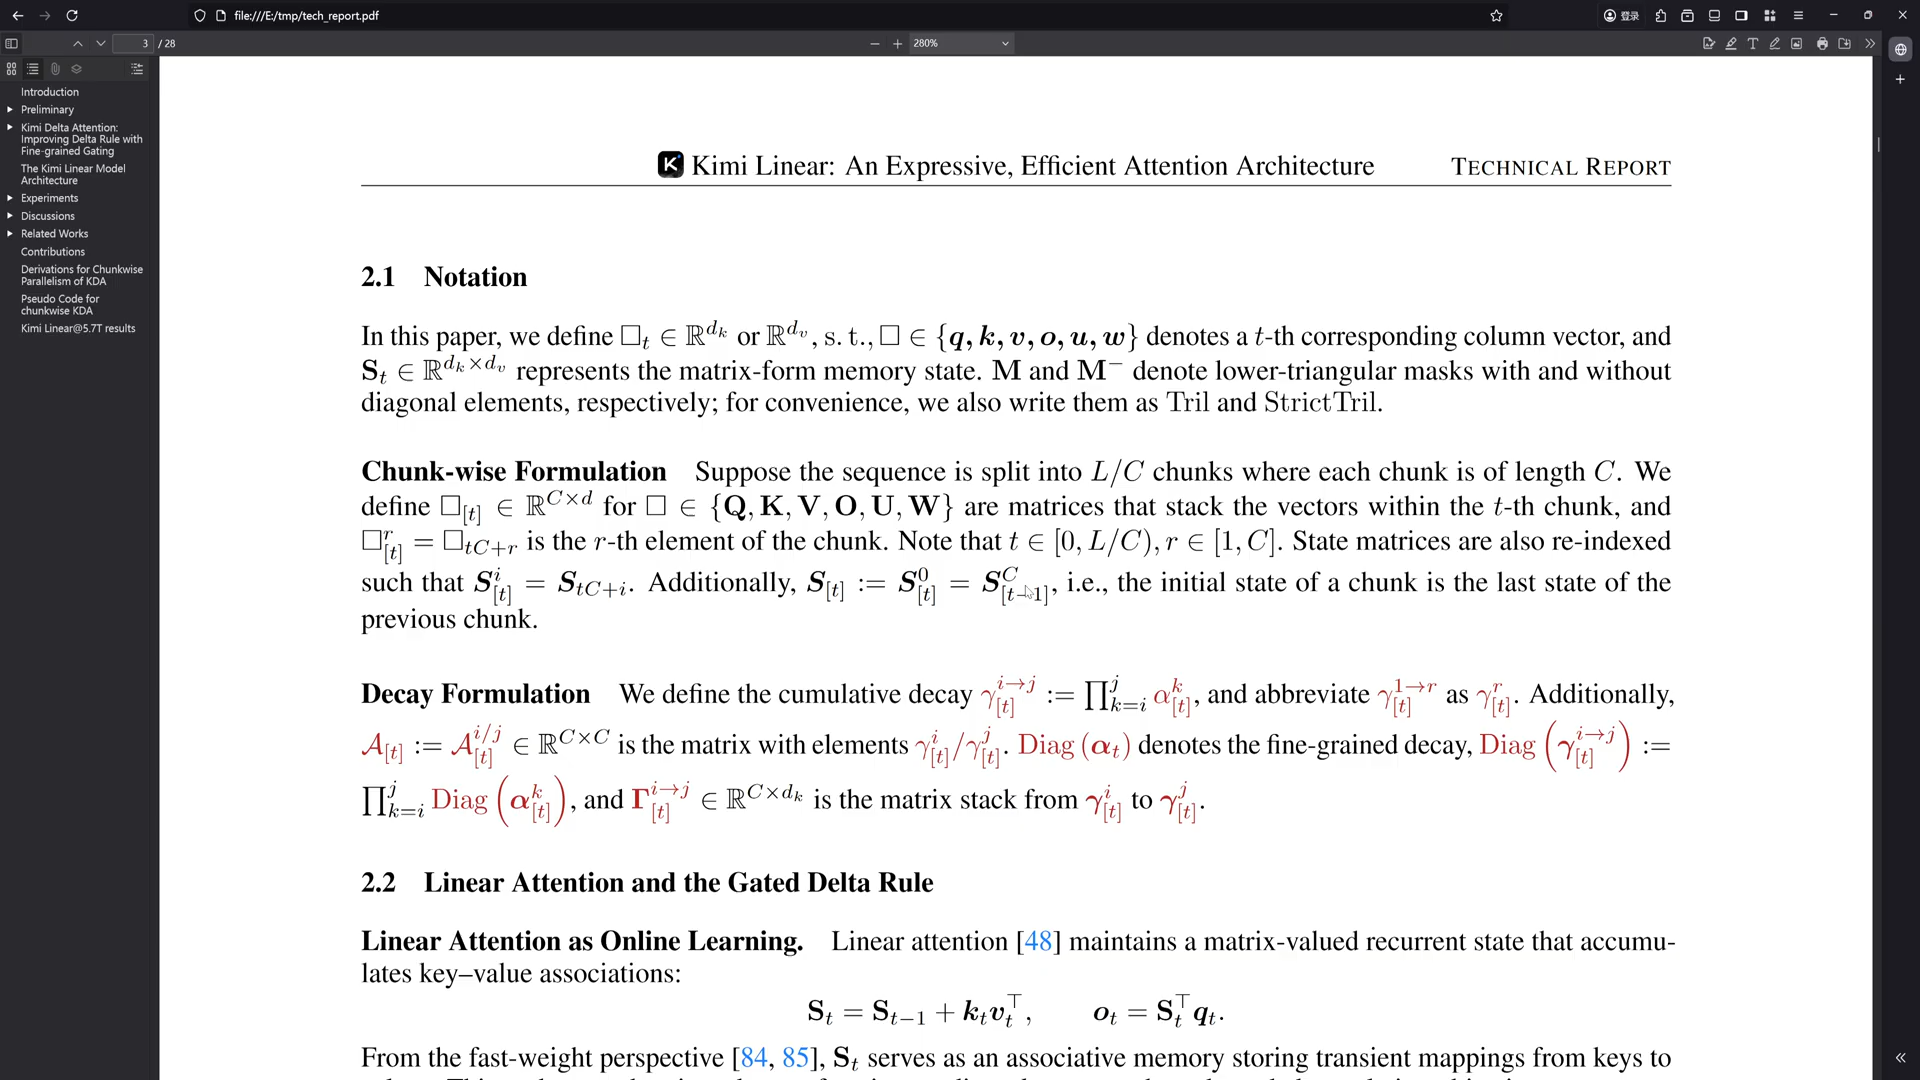 file:///E:/tmp/tech_report.pdf
登录
3 / 28
280%
Introduction
Preliminary
Kimi Delta Attention:
Improving Delta Rule with
Fine-grained Gating
The Kimi Linear Model
Architecture
Experiments
Discussions
Related Works
Contributions
Derivations for Chunkwise
Parallelism of KDA
Pseudo Code for
chunkwise KDA
Kimi Linear@5.7T results
K Kimi Linear: An Expressive, Efficient Attention Architecture TECHNICAL REPORT
2.1 Notation
In this paper, we define □_t ∈ ℝ^{d_k} or ℝ^{d_v}, s.t., □ ∈ {q, k, v, o, u, w} denotes a t-th corresponding column vector, and
S_t ∈ ℝ^{d_k×d_v} represents the matrix-form memory state. M and M^− denote lower-triangular masks with and without
diagonal elements, respectively; for convenience, we also write them as Tril and StrictTril.
Chunk-wise Formulation Suppose the sequence is split into L/C chunks where each chunk is of length C. We
define □_{[t]} ∈ ℝ^{C×d} for □ ∈ {Q, K, V, O, U, W} are matrices that stack the vectors within the t-th chunk, and
□^r_{[t]} = □_{tC+r} is the r-th element of the chunk. Note that t ∈ [0, L/C), r ∈ [1, C]. State matrices are also re-indexed
such that S^i_{[t]} = S_{tC+i}. Additionally, S_{[t]} := S^0_{[t]} = S^C_{[t−1]}, i.e., the initial state of a chunk is the last state of the
previous chunk.
Decay Formulation We define the cumulative decay γ^{i→j}_{[t]} := ∏^j_{k=i} α^k_{[t]}, and abbreviate γ^{1→r}_{[t]} as γ^r_{[t]}. Additionally,
𝒜_{[t]} := 𝒜^{i/j}_{[t]} ∈ ℝ^{C×C} is the matrix with elements γ^i_{[t]}/γ^j_{[t]}. Diag (α_t) denotes the fine-grained decay, Diag (γ^{i→j}_{[t]}) :=
∏^j_{k=i} Diag (α^k_{[t]}), and Γ^{i→j}_{[t]} ∈ ℝ^{C×d_k} is the matrix stack from γ^i_{[t]} to γ^j_{[t]}.
2.2 Linear Attention and the Gated Delta Rule
Linear Attention as Online Learning. Linear attention [48] maintains a matrix-valued recurrent state that accumu-
lates key–value associations:
S_t = S_{t−1} + k_t v_t^⊤, o_t = S_t^⊤ q_t.
From the fast-weight perspective [84, 85], S_t serves as an associative memory storing transient mappings from keys to